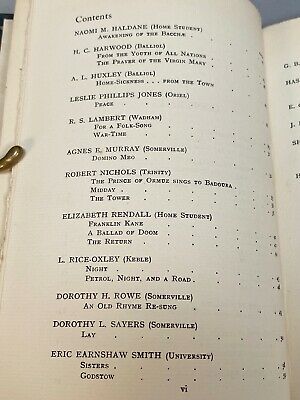 Contents
NAOMI M. HALDANE (Home Student)
AWAKENING OF THE BACCHÆ
H. C. HARWOOD (BALLIOL)
FROM THE YOUTH OF ALL NATIONS
THE PRAYER OF THE VIRGIN MARY
A. L. HUXLEY (BALLIOL)
HOME-SICKNESS . . . FROM THE TOWN
LESLIE PHILLIPS JONES (ORIEL)
PEACE
R. S. LAMBERT (WADHAM)
FOR A FOLK-SONG
WAR-TIME
AGNES E. MURRAY (SOMERVILLE)
DOMINO MEO
ROBERT NICHOLS (TRINITY)
THE PRINCE OF ORMUZ SINGS TO BADOURA
MIDDAY
THE TOWER
ELIZABETH RENDALL (HOME STUDENT)
FRANKLIN KANE
A BALLAD OF DOOM
THE RETURN
L. RICE-OXLEY (KEBLE)
NIGHT
PETROL, NIGHT, AND A ROAD
DOROTHY H. ROWE (SOMERVILLE)
AN OLD RHYME RE-SUNG
DOROTHY L. SAYERS (SOMERVILLE)
LAY
ERIC EARNSHAW SMITH (UNIVERSITY)
SISTERS
GODSTOW
vi
G. B.
HA
E.
J.